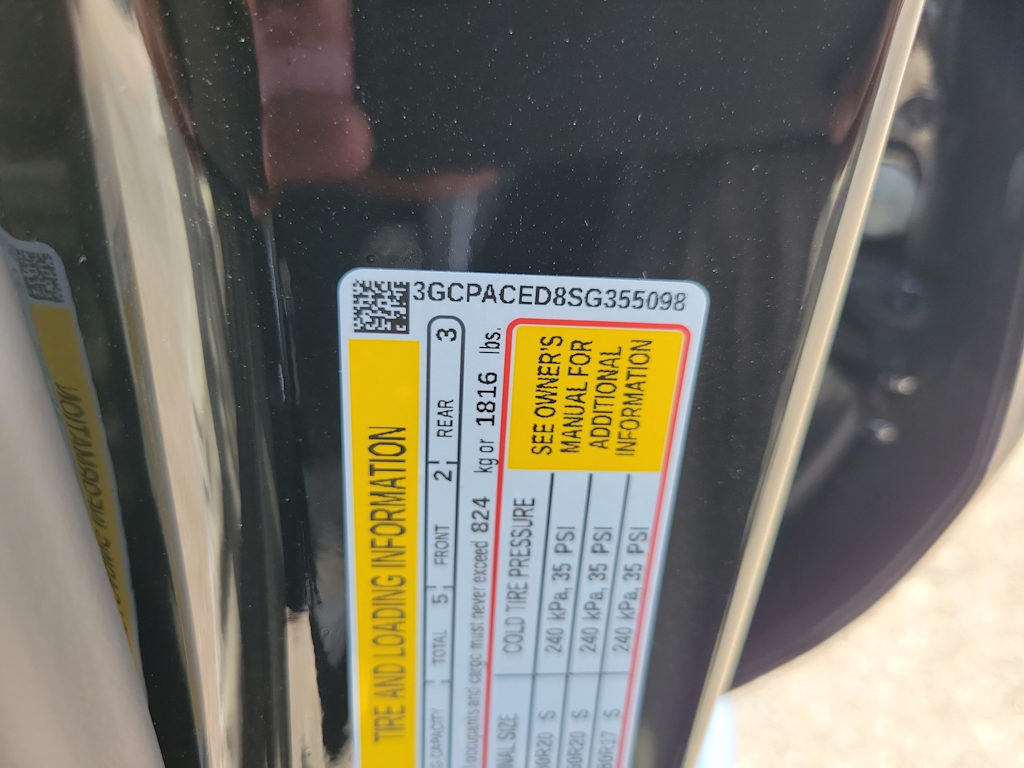 3GCPACED8SG355098
TIRE AND LOADING INFORMATION
CAPACITY TOTAL 5 FRONT 2 REAR 3
occupants and cargo must never exceed 824 kg or 1816 lbs.
SIZE COLD TIRE PRESSURE
240 kPa, 35 PSI
240 kPa, 35 PSI
240 kPa, 35 PSI
SEE OWNER'S
MANUAL FOR
ADDITIONAL
INFORMATION